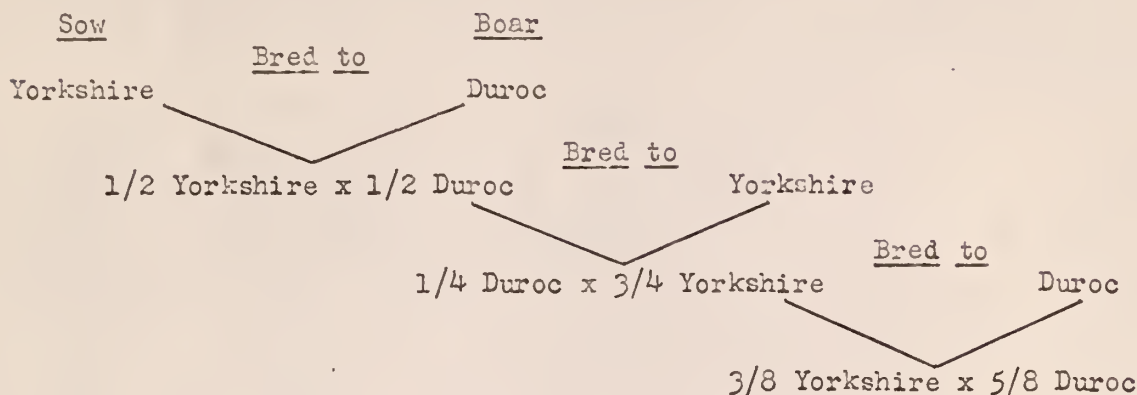 Sow Boar
Bred to
Yorkshire Duroc
Bred to
1/2 Yorkshire x 1/2 Duroc Yorkshire
Bred to
1/4 Duroc x 3/4 Yorkshire Duroc
3/8 Yorkshire x 5/8 Duroc